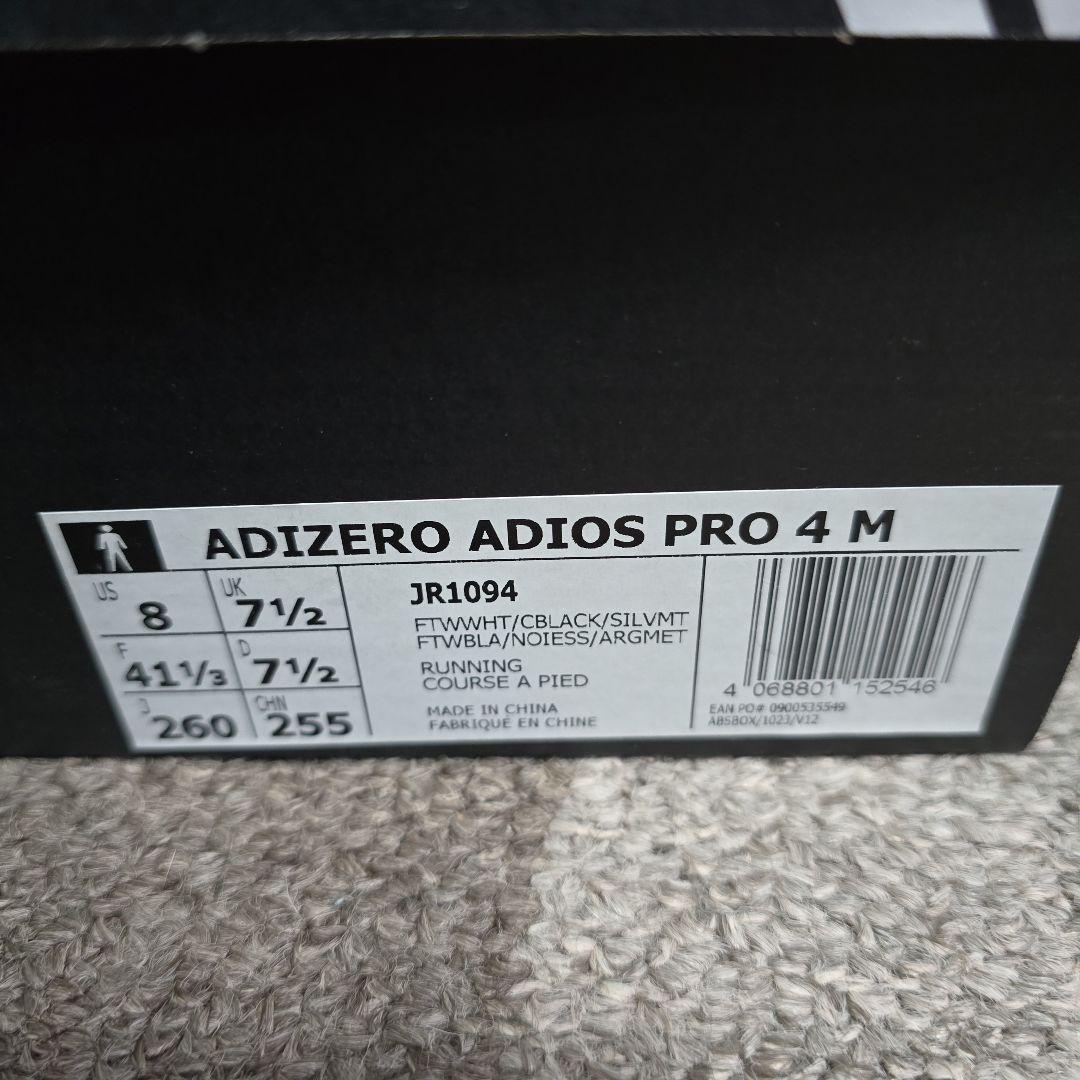 ADIZERO ADIOS PRO 4 M
US 8
UK 7½
F 41⅓
D 7½
J 260
CHN 255
JR1094
FTWWHT/CBLACK/SILVMT
FTWBLA/NOIESS/ARGMET
RUNNING
COURSE A PIED
MADE IN CHINA
FABRIQUÉ EN CHINE
4 068801 152546
EAN PO# 0900535549
ABSBOX/1023/V12